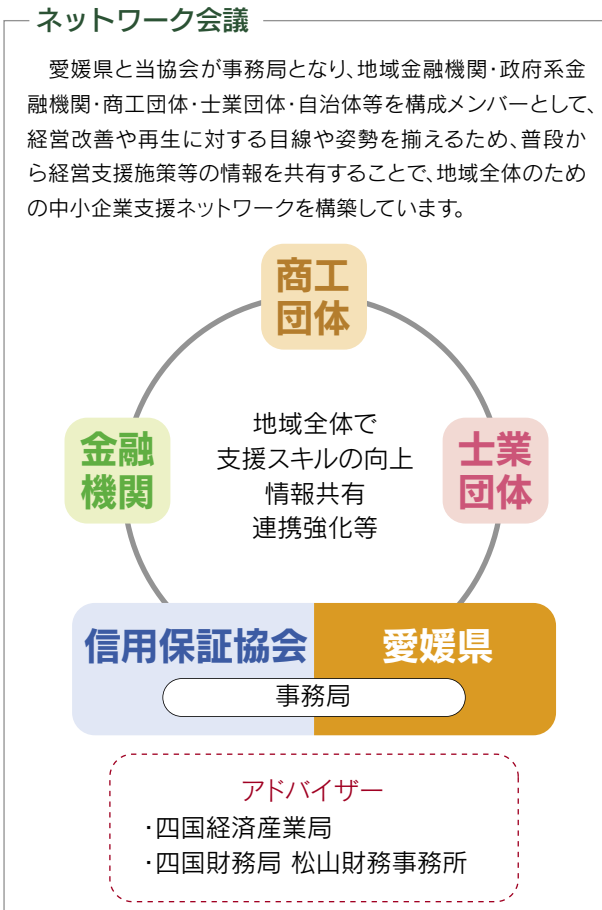 ネットワーク会議
愛媛県と当協会が事務局となり、地域金融機関・政府系金
融機関・商工団体・士業団体・自治体等を構成メンバーとして、
経営改善や再生に対する目線や姿勢を揃えるため、普段か
ら経営支援施策等の情報を共有することで、地域全体のため
の中小企業支援ネットワークを構築しています。
商工
団体
金融
機関
地域全体で
支援スキルの向上
情報共有
連携強化等
士業
団体
信用保証協会
愛媛県
事務局
アドバイザー
・四国経済産業局
・四国財務局 松山財務事務所